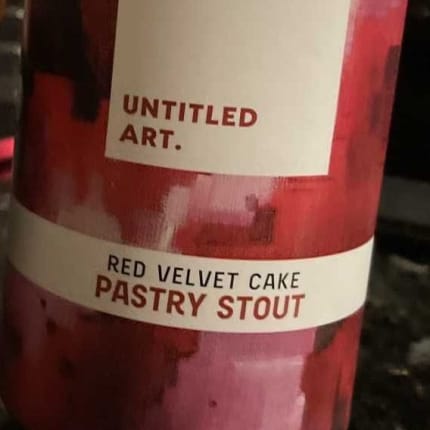 UNTITLED
ART.
RED VELVET CAKE
PASTRY STOUT